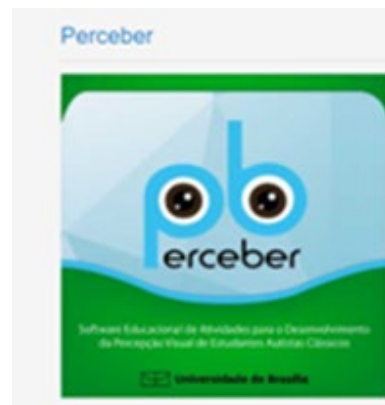 Perceber
pb
erceber
Software Educacional de Atividades para o Desenvolvimento
da Percepção Visual de Estudantes Autistas Clássicos
Universidade de Brasília